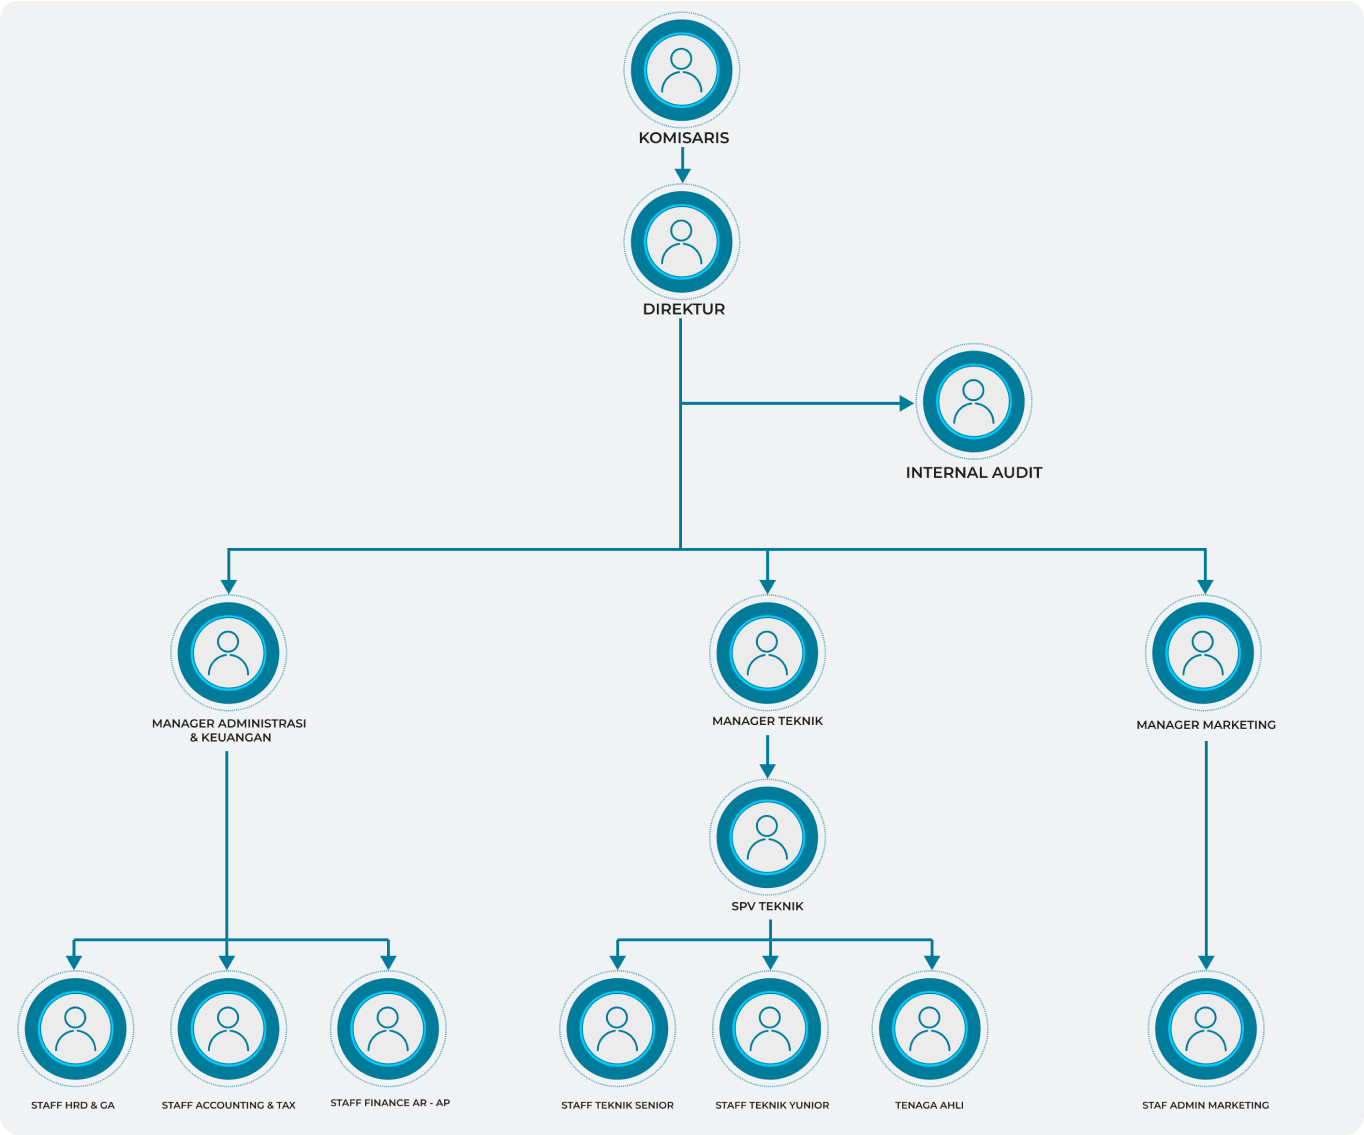 KOMISARIS
DIREKTUR
INTERNAL AUDIT
MANAGER ADMINISTRASI
& KEUANGAN
MANAGER TEKNIK
MANAGER MARKETING
SPV TEKNIK
STAFF HRD & GA
STAFF ACCOUNTING & TAX
STAFF FINANCE AR - AP
STAFF TEKNIK SENIOR
STAFF TEKNIK YUNIOR
TENAGA AHLI
STAF ADMIN MARKETING